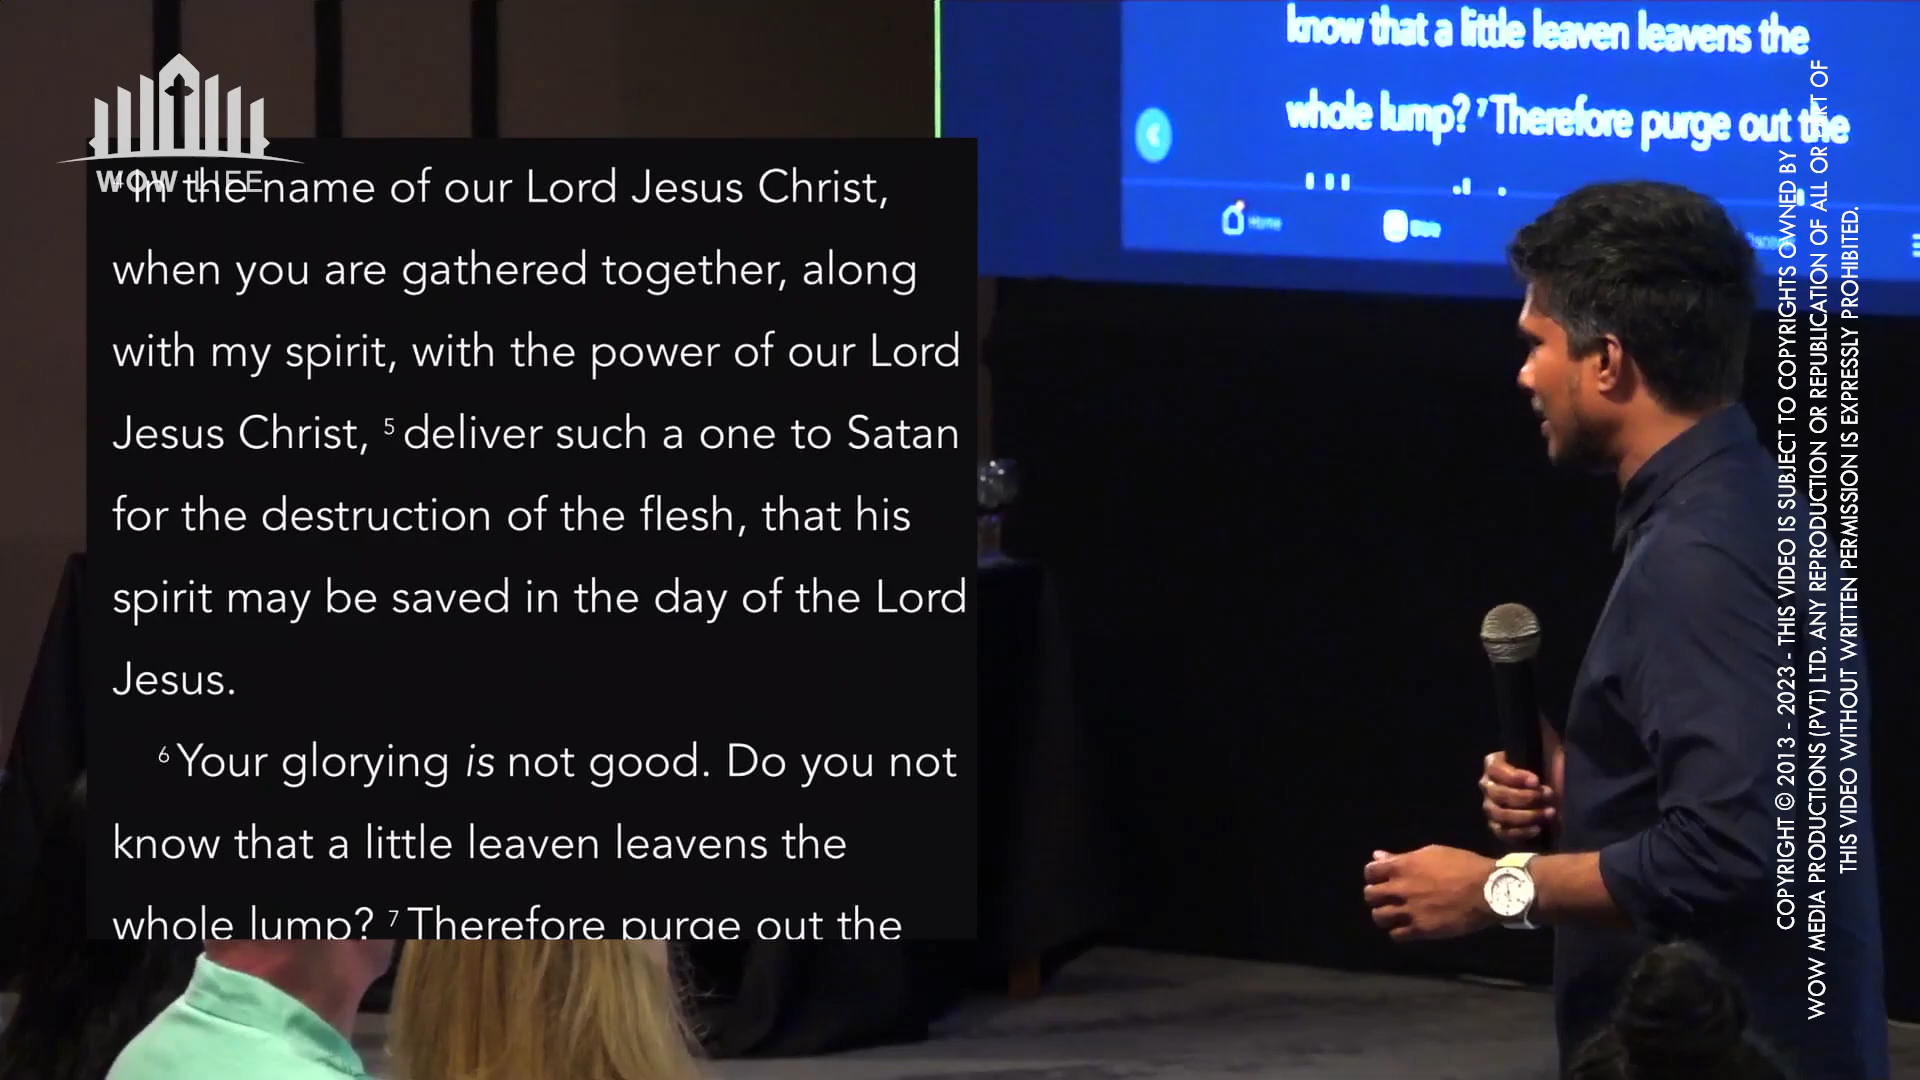 WOW LIFE
4 In the name of our Lord Jesus Christ,
when you are gathered together, along
with my spirit, with the power of our Lord
Jesus Christ, 5 deliver such a one to Satan
for the destruction of the flesh, that his
spirit may be saved in the day of the Lord
Jesus.
6 Your glorying is not good. Do you not
know that a little leaven leavens the
whole lump? 7 Therefore purge out the
know that a little leaven leavens the
whole lump? 7 Therefore purge out the
Home
Bible
COPYRIGHT © 2013 - 2023 - THIS VIDEO IS SUBJECT TO COPYRIGHTS OWNED BY
WOW MEDIA PRODUCTIONS (PVT) LTD. ANY REPRODUCTION OR REPUBLICATION OF ALL OR PART OF
THIS VIDEO WITHOUT WRITTEN PERMISSION IS EXPRESSLY PROHIBITED.